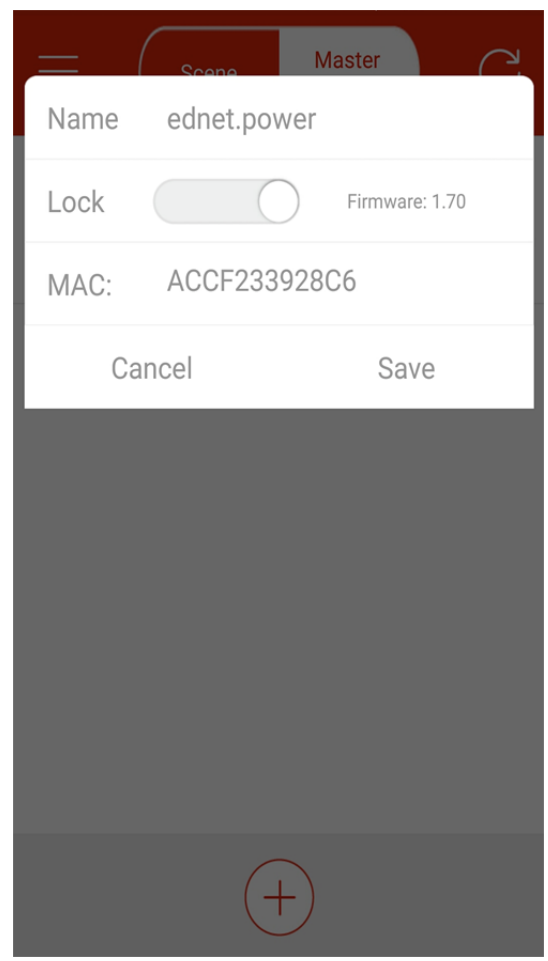 Scene
Master
Name ednet.power
Lock Firmware: 1.70
MAC: ACCF233928C6
Cancel Save